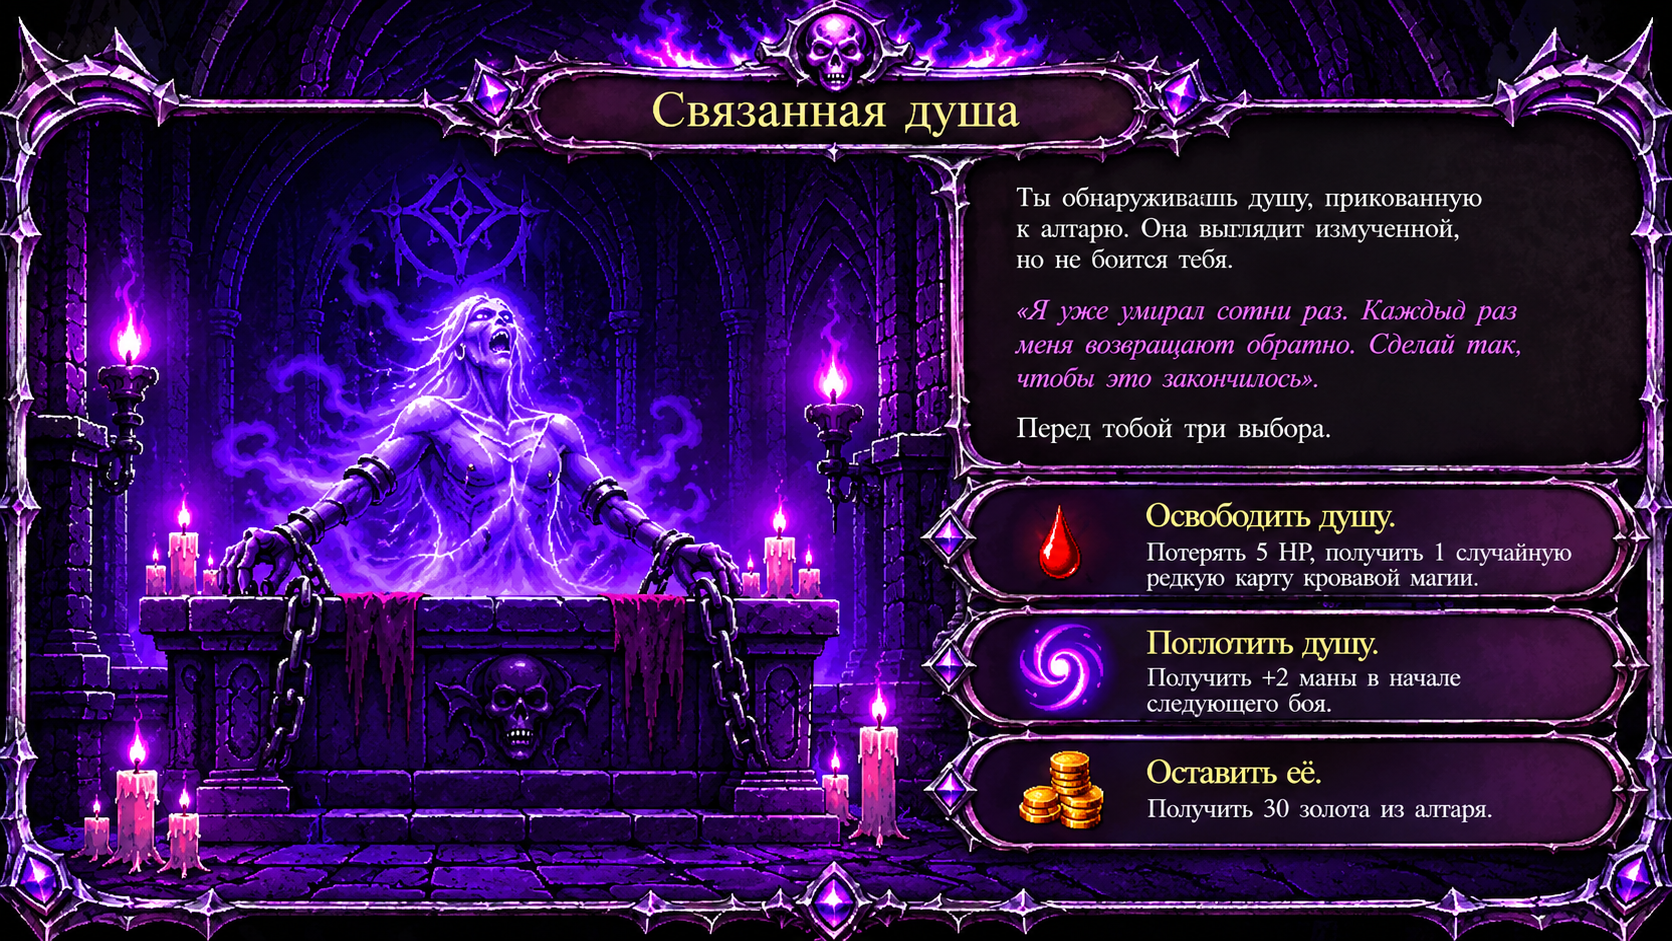 Связанная душа
Ты обнаруживашь душу, прикованную
к алтарю. Она выглядит измученной,
но не боится тебя.
«Я уже умирал сотни раз. Каждыд раз
меня возвращают обратно. Сделай так,
чтобы это закончилось».
Перед тобой три выбора.
Освободить душу.
Потерять 5 HP, получить 1 случайную
редкую карту кровавой магии.
Поглотить душу.
Получить +2 маны в начале
следующего боя.
Оставить её.
Получить 30 золота из алтаря.